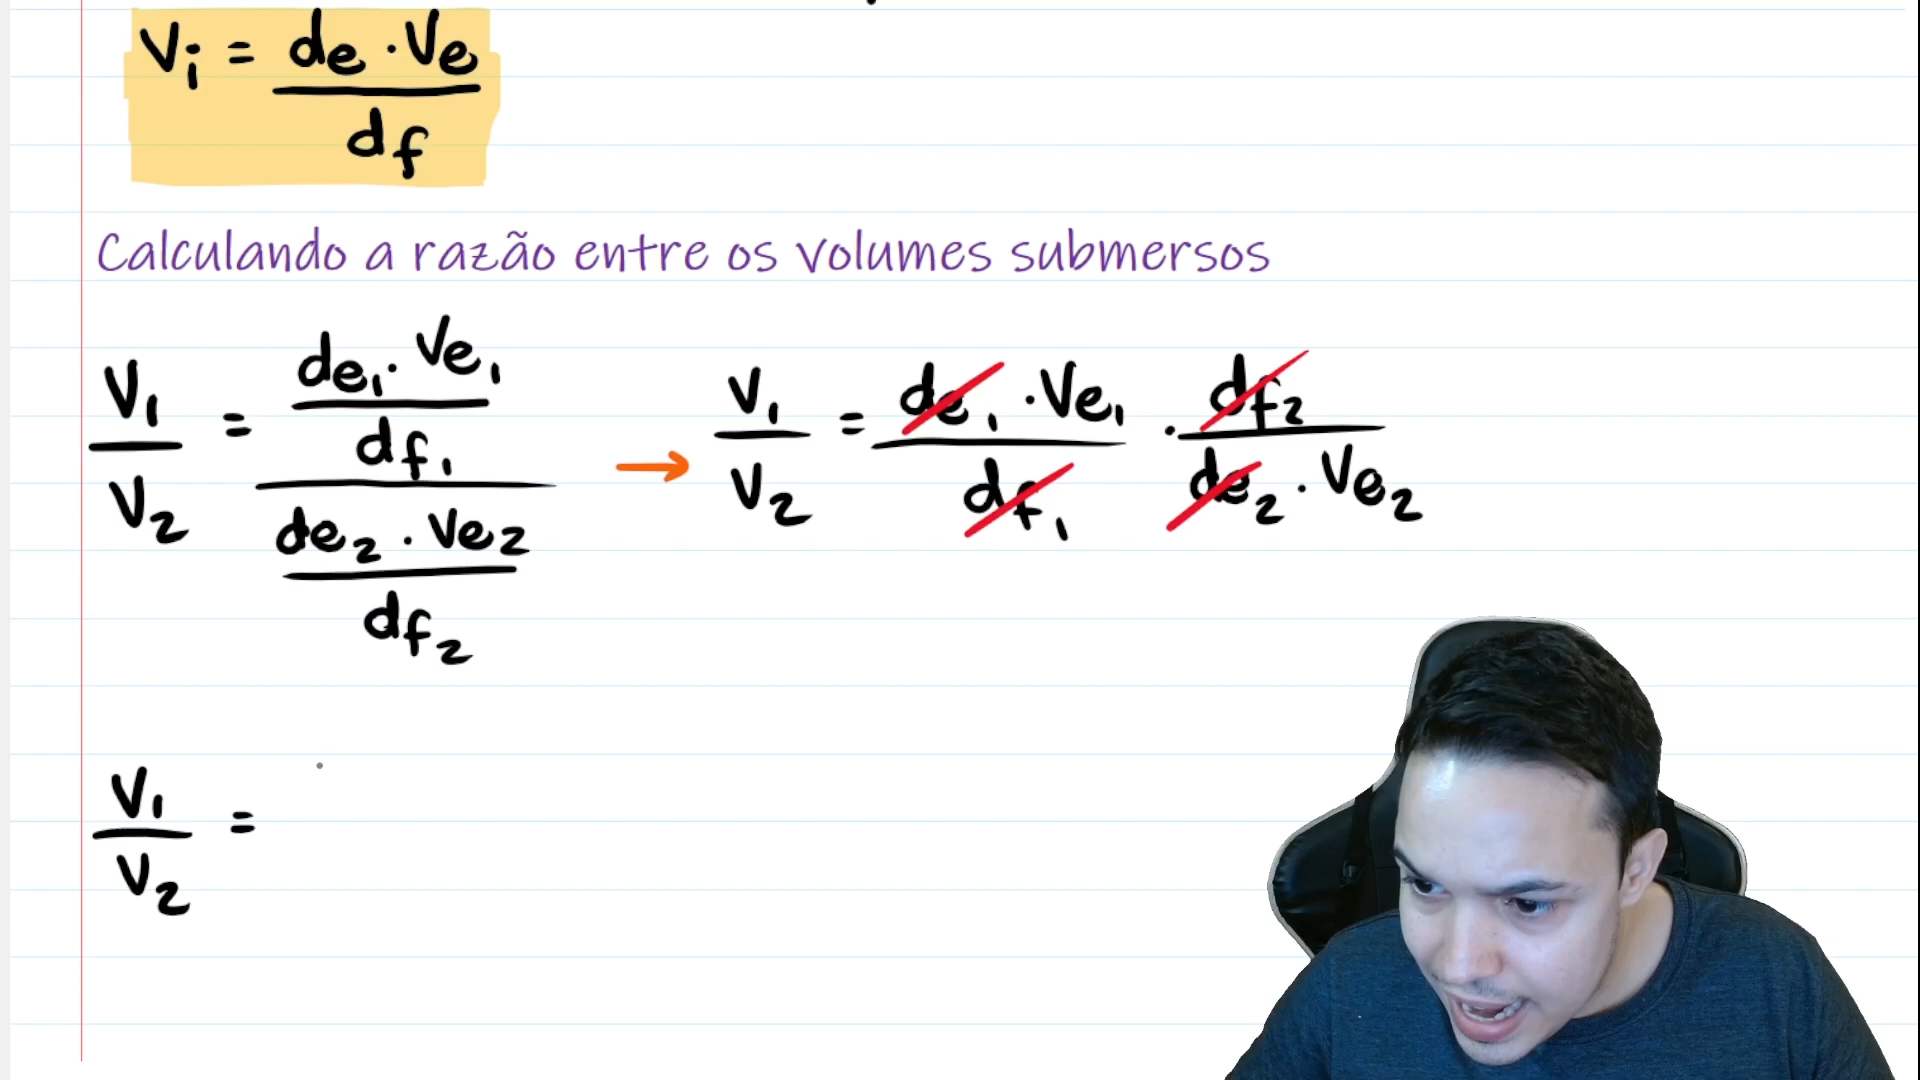 Vi = de . Ve / df
Calculando a razão entre os volumes submersos
V1 / V2 = (de1 . Ve1 / df1) / (de2 . Ve2 / df2) → V1 / V2 = de1 . Ve1 / df1 . df2 / de2 . Ve2
V1 / V2 =